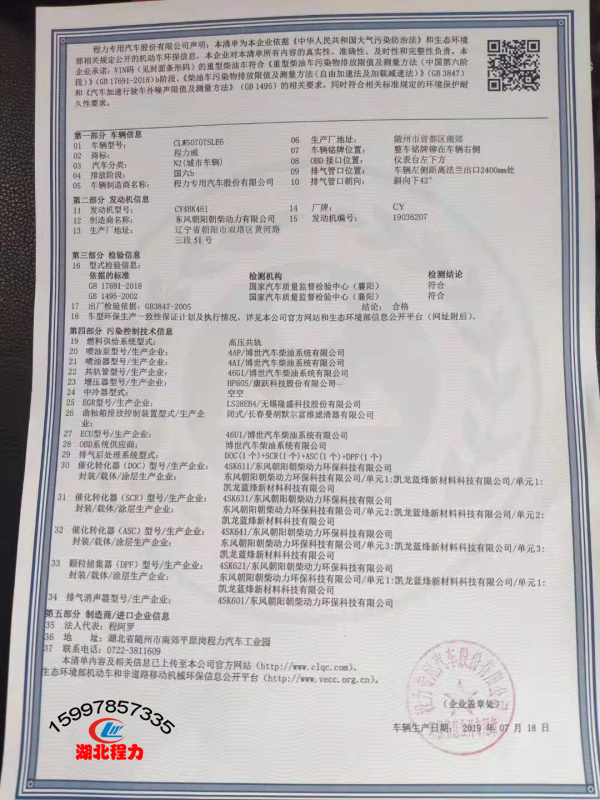 程力专用汽车股份有限公司声明：本清单为本企业依据《中华人民共和国大气污染防治法》和生态环境
部相关规定公开的机动车环保信息。本企业对本清单所有内容的真实性、准确性、及时性和完整性负责。本
企业承诺：VIN码（见封面条形码）的重型柴油车符合《重型柴油车污染物排放限值及测量方法（中国第六阶
段）》(GB 17691-2018)b阶段、《柴油车污染物排放限值及测量方法（自由加速法及加载减速法）》(GB 3847)
和《汽车加速行驶车外噪声限值及测量方法》（GB 1495）的相关要求，同时符合相关标准规定的环境保护耐
久性要求。
第一部分 车辆信息
01 车辆型号： CLW5070TSLE6 06 生产厂地址： 随州市曾都区南郊
02 商标： 程力威 07 车辆铭牌位置： 整车铭牌铆在车辆右侧
03 汽车分类： N2(城市车辆) 08 OBD 接口位置： 仪表台左下方
04 排放阶段： 国六b 09 排气管口位置： 车辆左侧距离法兰出口2400mm处
05 车辆制造商名称： 程力专用汽车股份有限公司 10 排气管口朝向： 斜向下42°
第二部分 发动机信息
11 发动机型号： CY4BK461 14 厂牌： CY
12 制造商名称： 东风朝阳朝柴动力有限公司 15 发动机编号： 19036207
13 生产厂地址： 辽宁省朝阳市双塔区黄河路
三段 51 号
第三部分 检验信息
16 型式检验信息：
依据的标准 检测机构 检测结论
GB 17691-2018 国家汽车质量监督检验中心（襄阳） 符合
GB 1495-2002 国家汽车质量监督检验中心（襄阳） 符合
17 出厂检验依据：GB3847-2005 结论： 合格
18 车型环保生产一致性保证计划及执行情况，详见本公司官方网站和生态环境部信息公开平台（网址附后）。
第四部分 污染控制技术信息
19 燃料供给系统型式： 高压共轨
20 喷油泵型号/生产企业： 4AP/博世汽车柴油系统有限公司
21 喷油器型号/生产企业： 4AI/博世汽车柴油系统有限公司
22 共轨管型号/生产企业： 46G1/博世汽车柴油系统有限公司
23 增压器型号/生产企业： HP60S/康跃科技股份有限公司
24 中冷器型式： 空空
25 EGR型号/生产企业： LS28EB4/无锡隆盛科技股份有限公司
26 曲轴箱排放控制装置型式/生产企 闭式/长春曼胡默尔富维滤清器有限公司
业：
27 ECU型号/生产企业： 46U1/博世汽车柴油系统有限公司
28 OBD系统供应商： 博世汽车柴油系统有限公司
29 排气后处理系统型式： DOC(1个)+SCR(1个)+ASC(1个)+DPF(1个)
30 催化转化器（DOC）型号/生产企业： 4SK611/东风朝阳朝柴动力环保科技有限公司
封装/载体/涂层生产企业： 东风朝阳朝柴动力环保科技有限公司/单元1：凯龙蓝烽新材料科技有限公司/单元1：
凯龙蓝烽新材料科技有限公司
31 催化转化器（SCR）型号/生产企业： 4SK631/东风朝阳朝柴动力环保科技有限公司
封装/载体/涂层生产企业： 东风朝阳朝柴动力环保科技有限公司/单元2：凯龙蓝烽新材料科技有限公司/单元2：
凯龙蓝烽新材料科技有限公司
32 催化转化器（ASC）型号/生产企业： 4SK641/东风朝阳朝柴动力环保科技有限公司
封装/载体/涂层生产企业： 东风朝阳朝柴动力环保科技有限公司/单元3：凯龙蓝烽新材料科技有限公司/单元3：
凯龙蓝烽新材料科技有限公司
33 颗粒捕集器（DPF）型号/生产企业： 4SK621/东风朝阳朝柴动力环保科技有限公司
封装/载体/涂层生产企业： 东风朝阳朝柴动力环保科技有限公司/单元1：凯龙蓝烽新材料科技有限公司/单元1：
凯龙蓝烽新材料科技有限公司
34 排气消声器型号/生产企业： 4SK601/东风朝阳朝柴动力环保科技有限公司
第五部分 制造商/进口企业信息
35 法人代表：程阿罗
36 地 址：湖北省随州市南郊平原岗程力汽车工业园
37 联系电话：0722-3811609
本清单内容及相关信息已上传至本公司官方网站（http://www.clqc.com）、
生态环境部机动车和非道路移动机械环保信息公开平台（http://www.vecc.org.cn)。
程力专用汽车股份有限公司
（企业盖章处）
车辆生产日期： 2019 年 07 月 18 日
15997857335
湖北程力